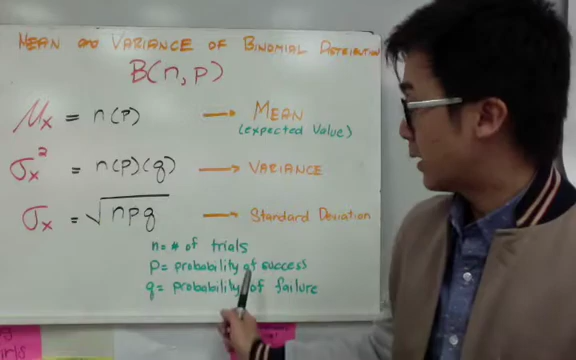 MEAN and VARIANCE OF BINOMIAL DISTRIBUTION
B(n, p)
μx = n(p) → MEAN
(expected value)
σx² = n(p)(q) → VARIANCE
σx = √npq → Standard Deviation
n = # of trials
p = probability of success
q = probability of failure